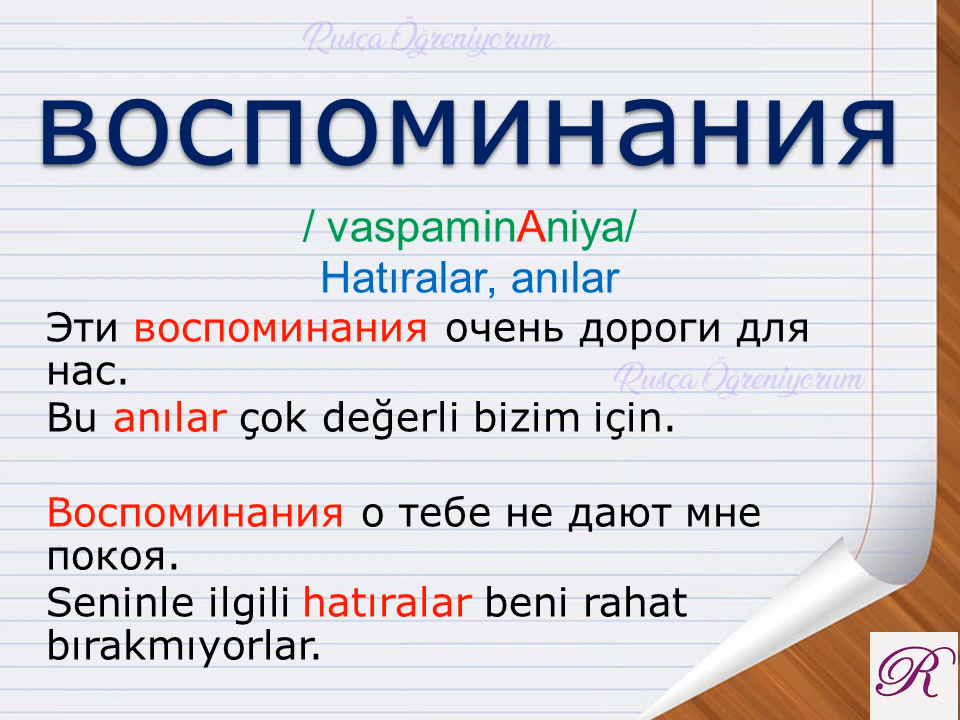 Rusça Öğreniyorum
воспоминания
/ vaspaminAniya/
Hatıralar, anılar
Эти воспоминания очень дороги для
нас.
Rusça Öğreniyorum
Bu anılar çok değerli bizim için.
Воспоминания о тебе не дают мне
покоя.
Seninle ilgili hatıralar beni rahat
bırakmıyorlar.
R